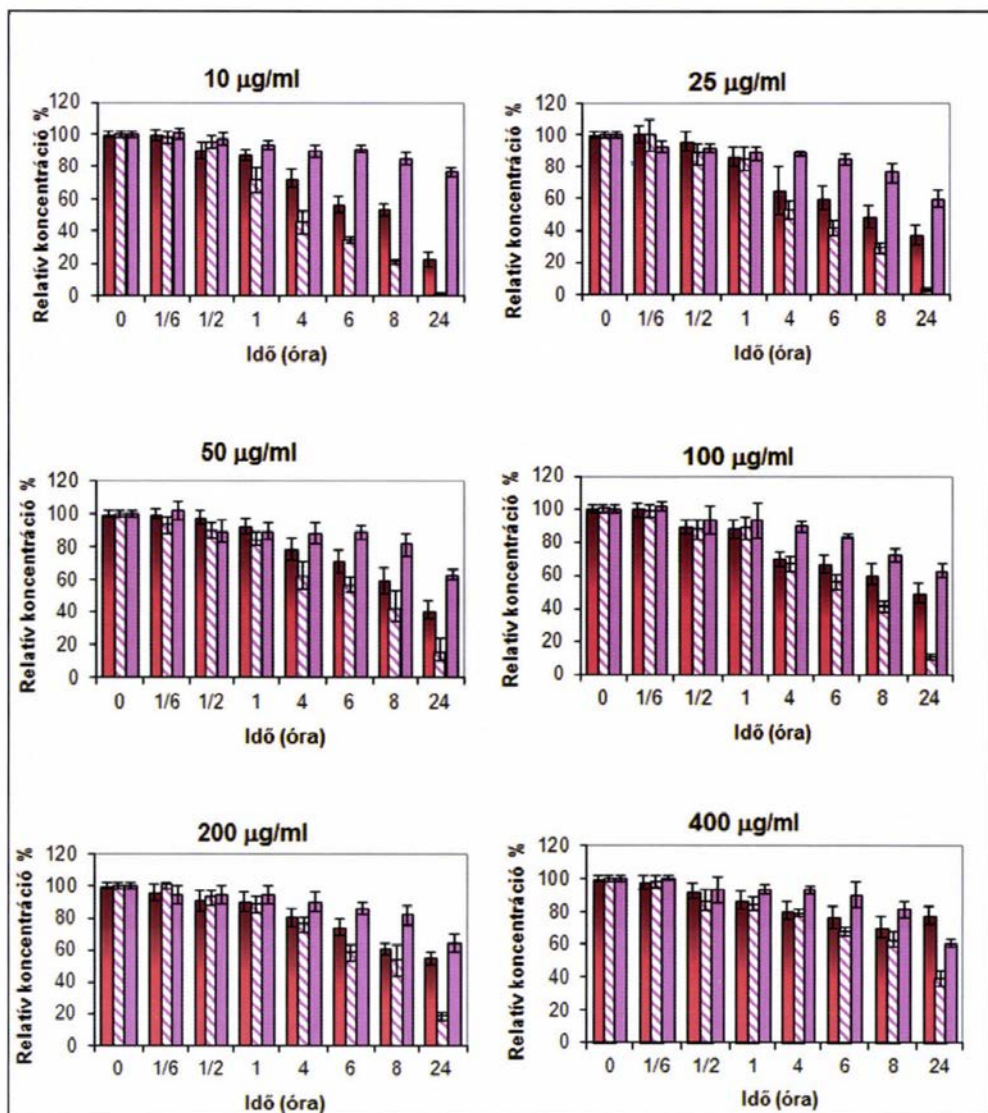 10 µg/ml
Relatív koncentráció %
120
100
80
60
40
20
0
0 1/6 1/2 1 4 6 8 24
Idő (óra)
25 µg/ml
Relatív koncentráció %
120
100
80
60
40
20
0
0 1/6 1/2 1 4 6 8 24
Idő (óra)
50 µg/ml
Relatív koncentráció %
120
100
80
60
40
20
0
0 1/6 1/2 1 4 6 8 24
Idő (óra)
100 µg/ml
Relatív koncentráció %
120
100
80
60
40
20
0
0 1/6 1/2 1 4 6 8 24
Idő (óra)
200 µg/ml
Relatív koncentráció %
120
100
80
60
40
20
0
0 1/6 1/2 1 4 6 8 24
Idő (óra)
400 µg/ml
Relatív koncentráció %
120
100
80
60
40
20
0
0 1/6 1/2 1 4 6 8 24
Idő (óra)